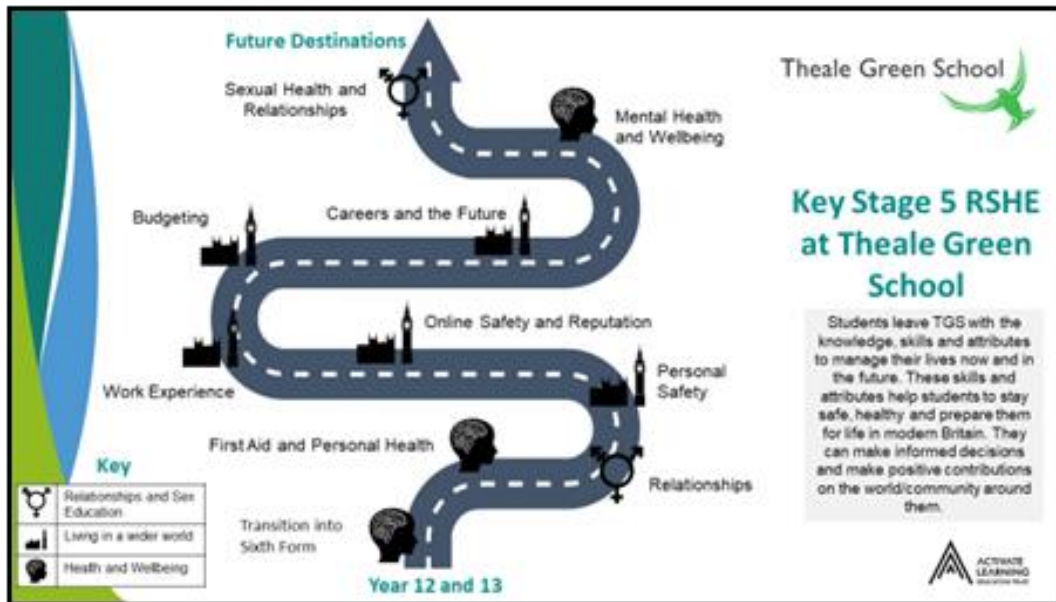 Future Destinations
Sexual Health and
Relationships
Mental Health
and Wellbeing
Budgeting
Careers and the Future
Online Safety and Reputation
Work Experience
Personal
Safety
First Aid and Personal Health
Relationships
Transition into
Sixth Form
Year 12 and 13
Key
Relationships and Sex
Education
Living in a wider world
Health and Wellbeing
Theale Green School
Key Stage 5 RSHE
at Theale Green
School
Students leave TGS with the
knowledge, skills and attributes
to manage their lives now and in
the future. These skills and
attributes help students to stay
safe, healthy and prepare them
for life in modern Britain. They
can make informed decisions
and make positive contributions
on the world/community around
them.
ACTIVATE
LEARNING
EDUCATION TRUST